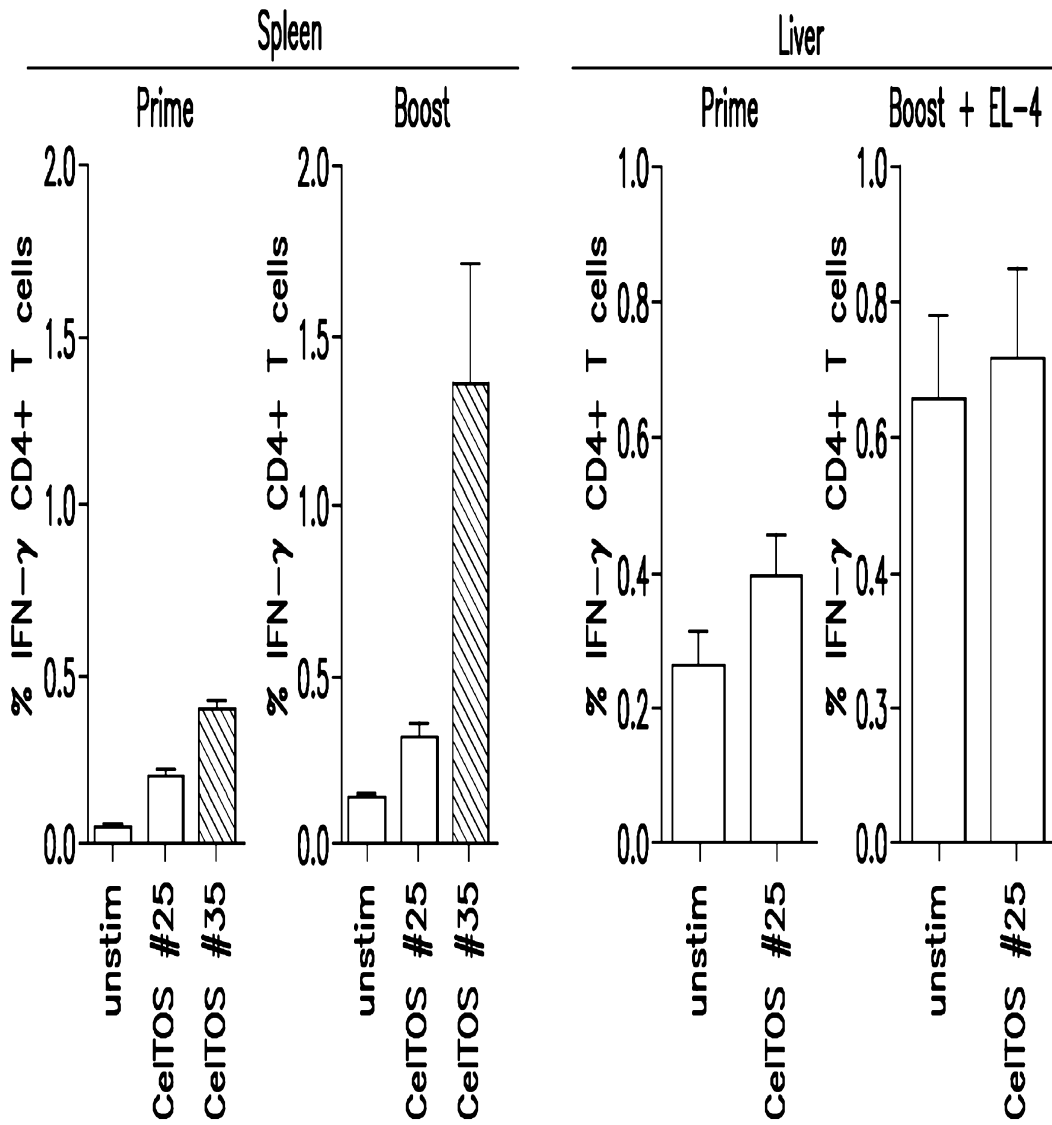 Spleen
Liver
Prime
Boost
Prime
Boost + EL-4
% IFN-γ CD4+ T cells
2.0
1.5
1.0
0.5
0.0
unstim
CelTOS #25
CelTOS #35
% IFN-γ CD4+ T cells
2.0
1.5
1.0
0.5
0.0
unstim
CelTOS #25
CelTOS #35
% IFN-γ CD4+ T cells
1.0
0.8
0.6
0.4
0.2
0.0
unstim
CelTOS #25
% IFN-γ CD4+ T cells
1.0
0.8
0.6
0.4
0.3
0.0
unstim
CelTOS #25